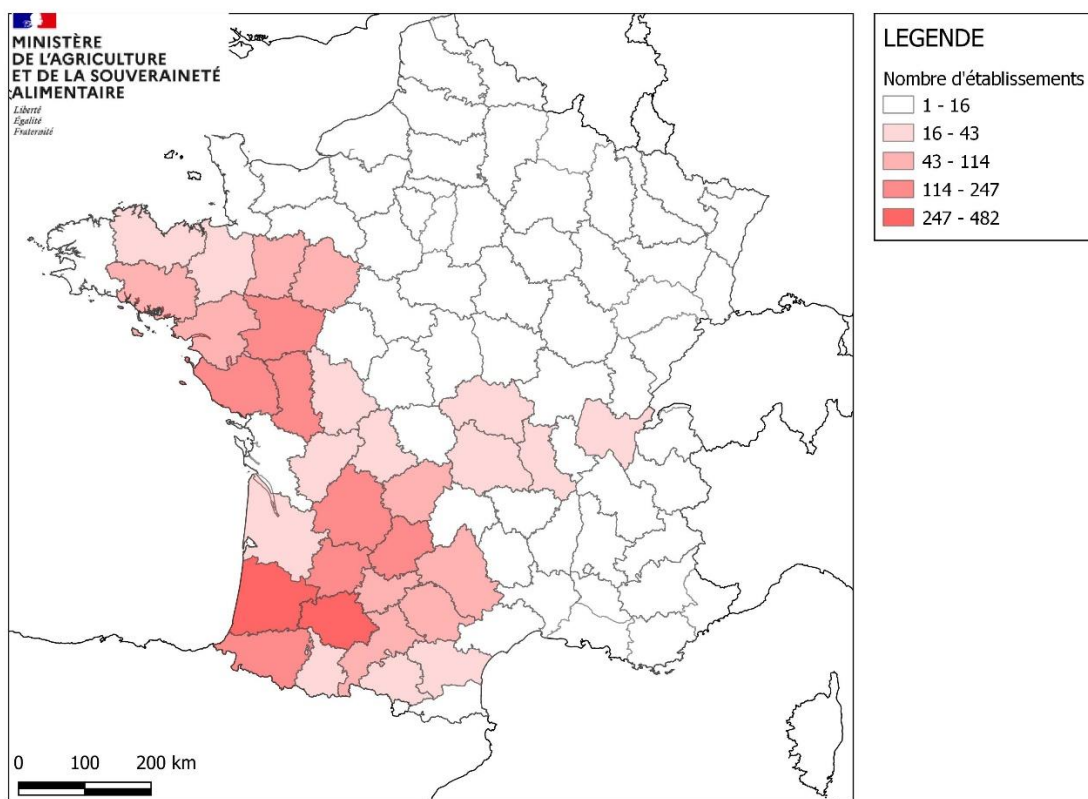 MINISTÈRE
DE L'AGRICULTURE
ET DE LA SOUVERAINETÉ
ALIMENTAIRE
Liberté
Égalité
Fraternité
LEGENDE
Nombre d'établissements
1 - 16
16 - 43
43 - 114
114 - 247
247 - 482
0 100 200 km